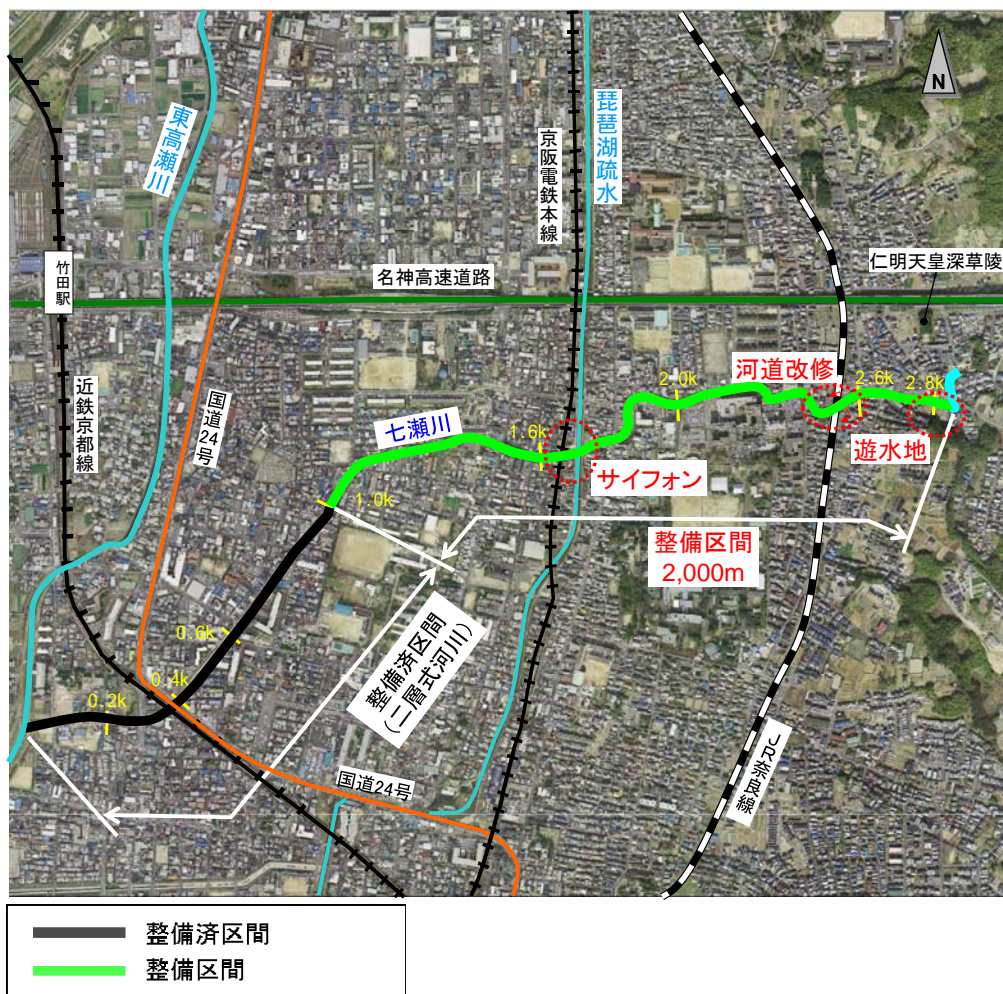 N
東高瀬川
琵琶湖疏水
京阪電鉄本線
竹田駅
名神高速道路
仁明天皇深草陵
近鉄京都線
国道24号
七瀬川
河道改修
2.0k
2.6k
2.8k
遊水地
1.6k
サイフォン
1.0k
整備区間
2,000m
整備済区間
(二層式河川)
0.6k
0.4k
0.2k
国道24号
JR奈良線
整備済区間
整備区間